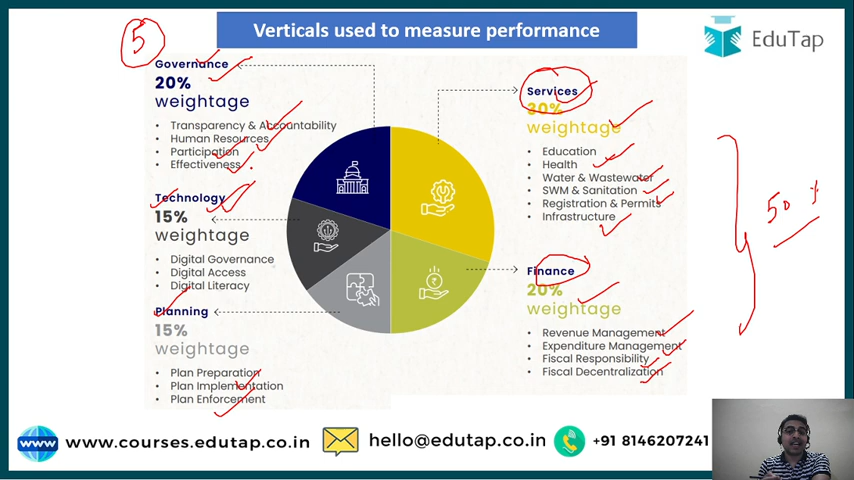 Verticals used to measure performance
EduTap
5
Governance
20%
weightage
• Transparency & Accountability
• Human Resources
• Participation
• Effectiveness
Technology
15%
weightage
• Digital Governance
• Digital Access
• Digital Literacy
Planning
15%
weightage
• Plan Preparation
• Plan Implementation
• Plan Enforcement
Services
30%
weightage
• Education
• Health
• Water & Wastewater
• SWM & Sanitation
• Registration & Permits
• Infrastructure
Finance
20%
weightage
• Revenue Management
• Expenditure Management
• Fiscal Responsibility
• Fiscal Decentralization
50 %
www
www.courses.edutap.co.in
hello@edutap.co.in
+91 8146207241